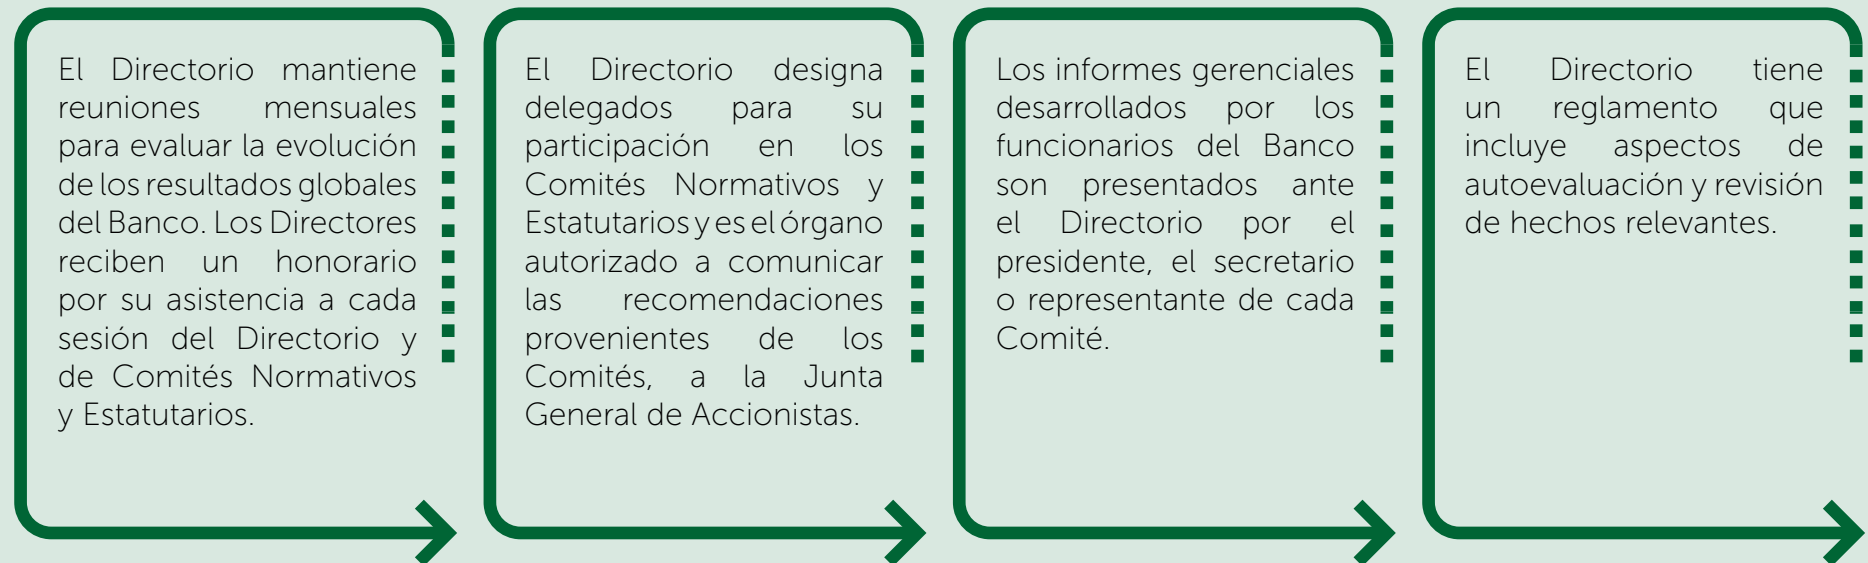 El Directorio mantiene
reuniones mensuales
para evaluar la evolución
de los resultados globales
del Banco. Los Directores
reciben un honorario
por su asistencia a cada
sesión del Directorio y
de Comités Normativos
y Estatutarios.
El Directorio designa
delegados para su
participación en los
Comités Normativos y
Estatutarios y es el órgano
autorizado a comunicar
las recomendaciones
provenientes de los
Comités, a la Junta
General de Accionistas.
Los informes gerenciales
desarrollados por los
funcionarios del Banco
son presentados ante
el Directorio por el
presidente, el secretario
o representante de cada
Comité.
El Directorio tiene
un reglamento que
incluye aspectos de
autoevaluación y revisión
de hechos relevantes.